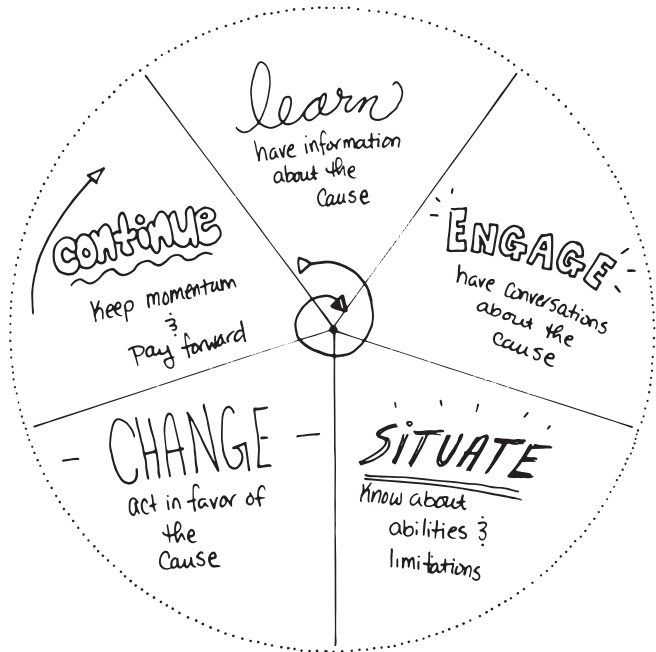 learn
have information
about the
cause
ENGAGE
have conversations
about the
cause
SiTUATE
Know about
abilities &
limitations
CHANGE
act in favor of
the
Cause
continue
Keep momentum
&
pay forward